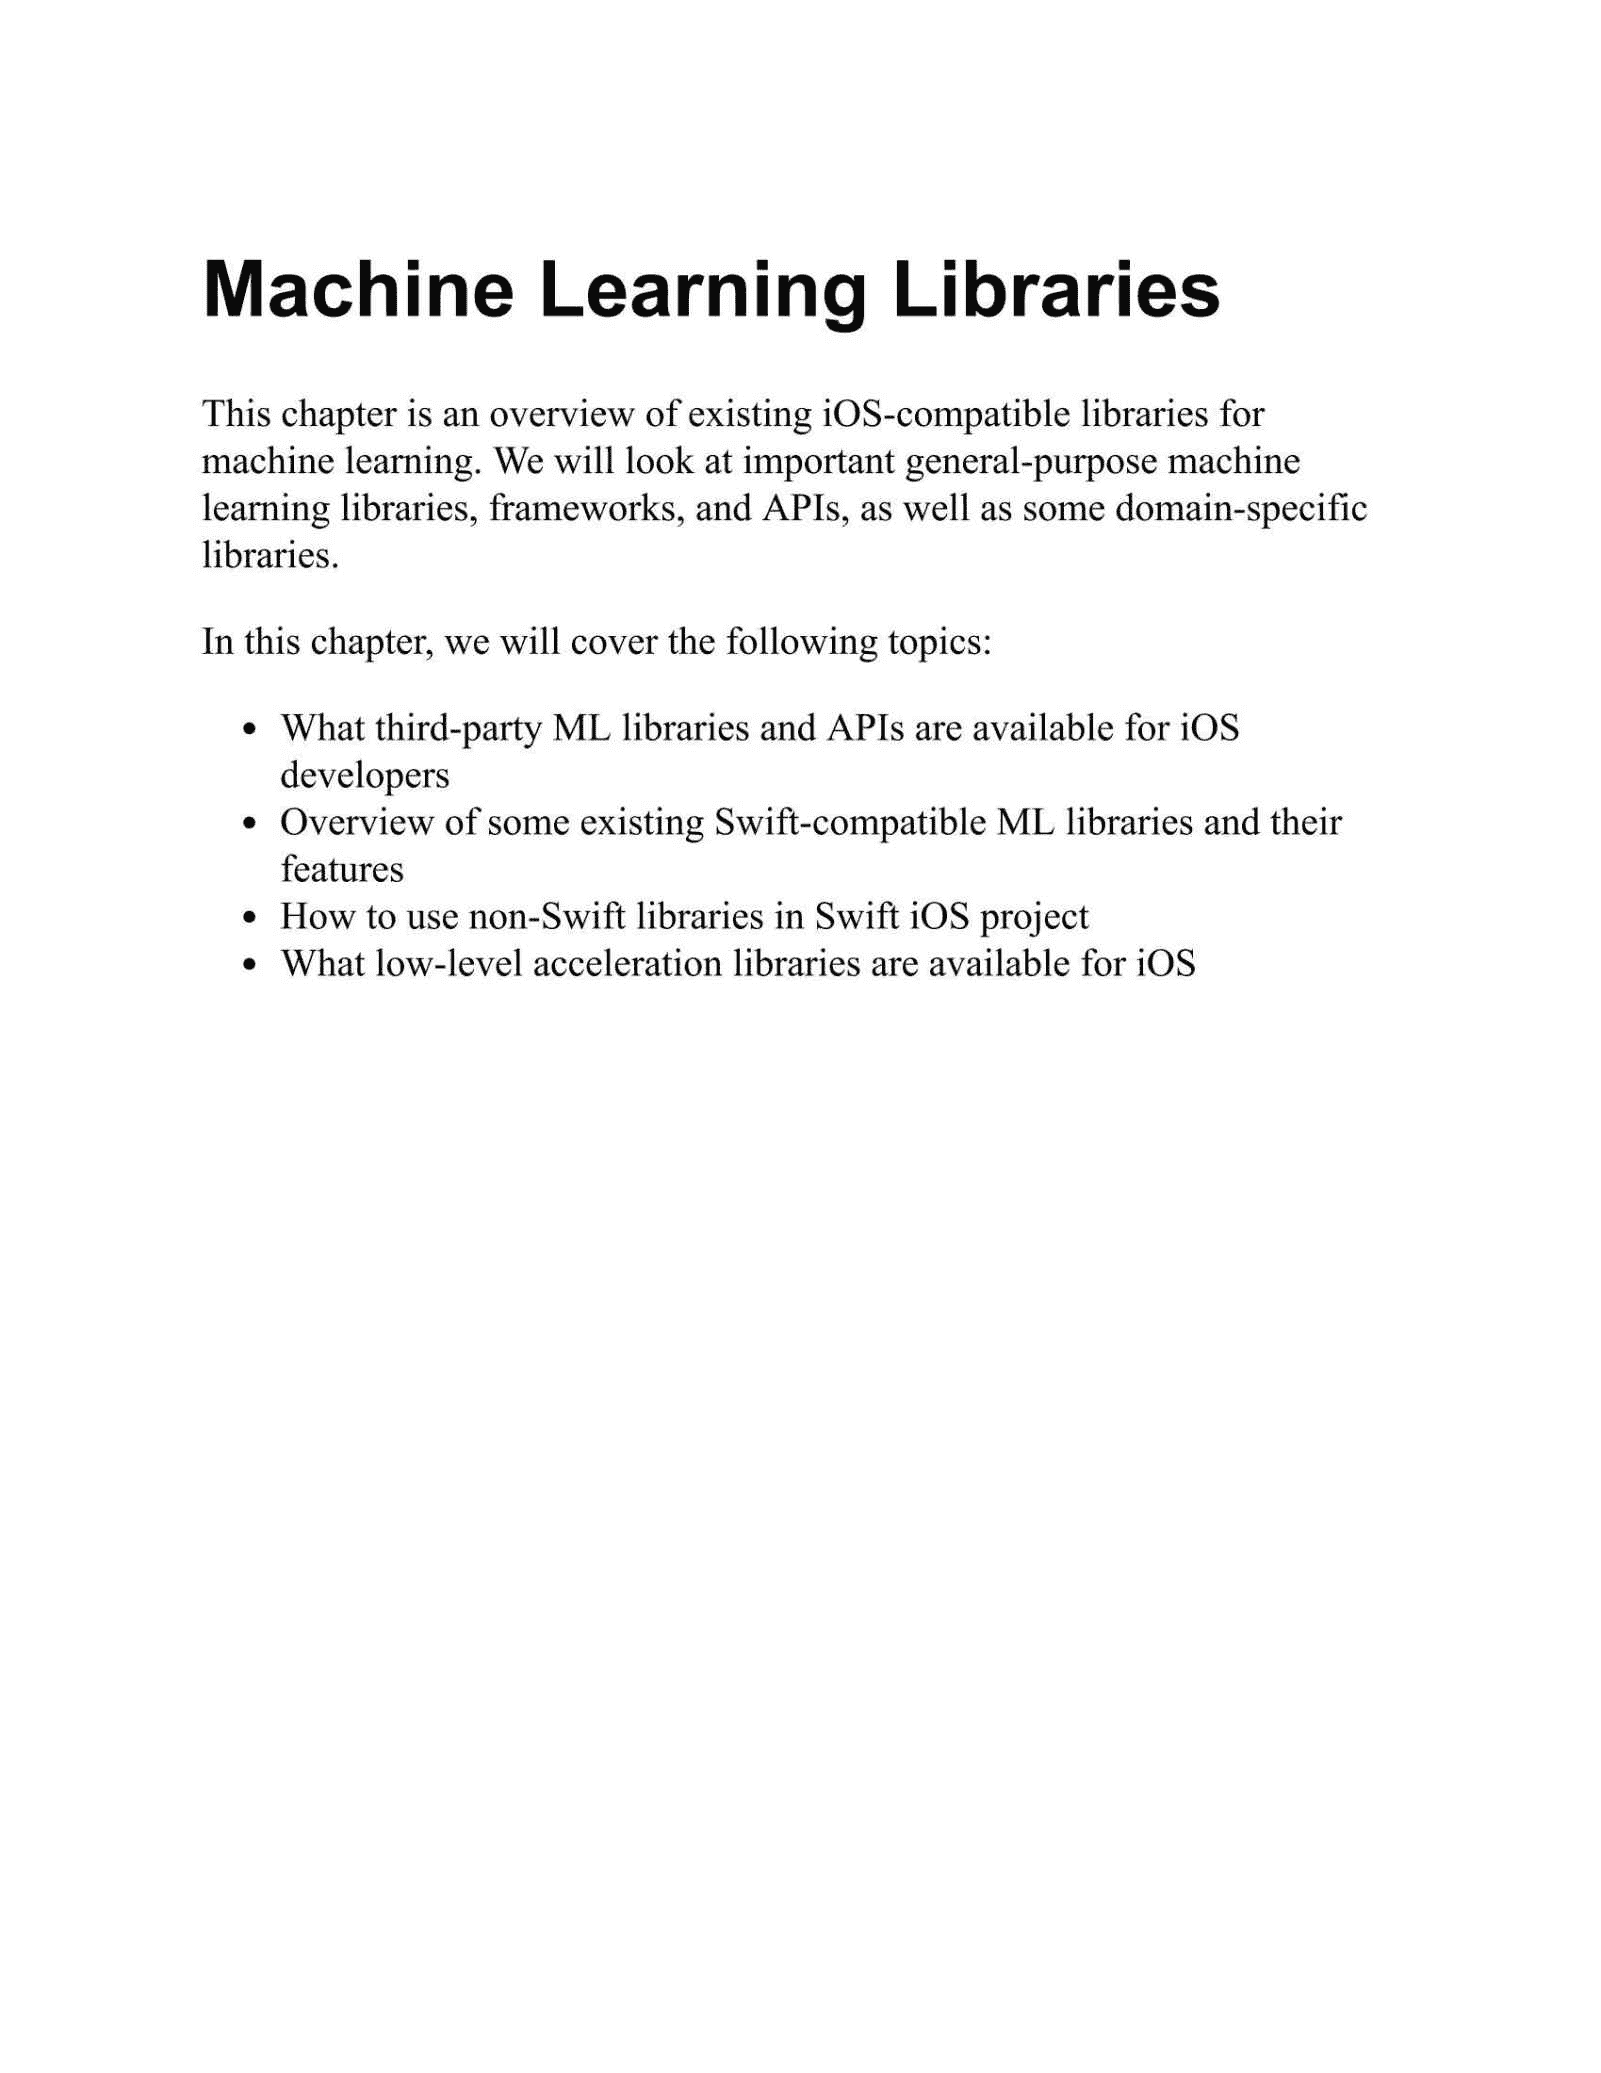 Machine Learning Libraries
This chapter is an overview of existing iOS-compatible libraries for
machine learning. We will look at important general-purpose machine
learning libraries, frameworks, and APIs, as well as some domain-specific
libraries.
In this chapter, we will cover the following topics:
• What third-party ML libraries and APIs are available for iOS
developers
• Overview of some existing Swift-compatible ML libraries and their
features
• How to use non-Swift libraries in Swift iOS project
• What low-level acceleration libraries are available for iOS